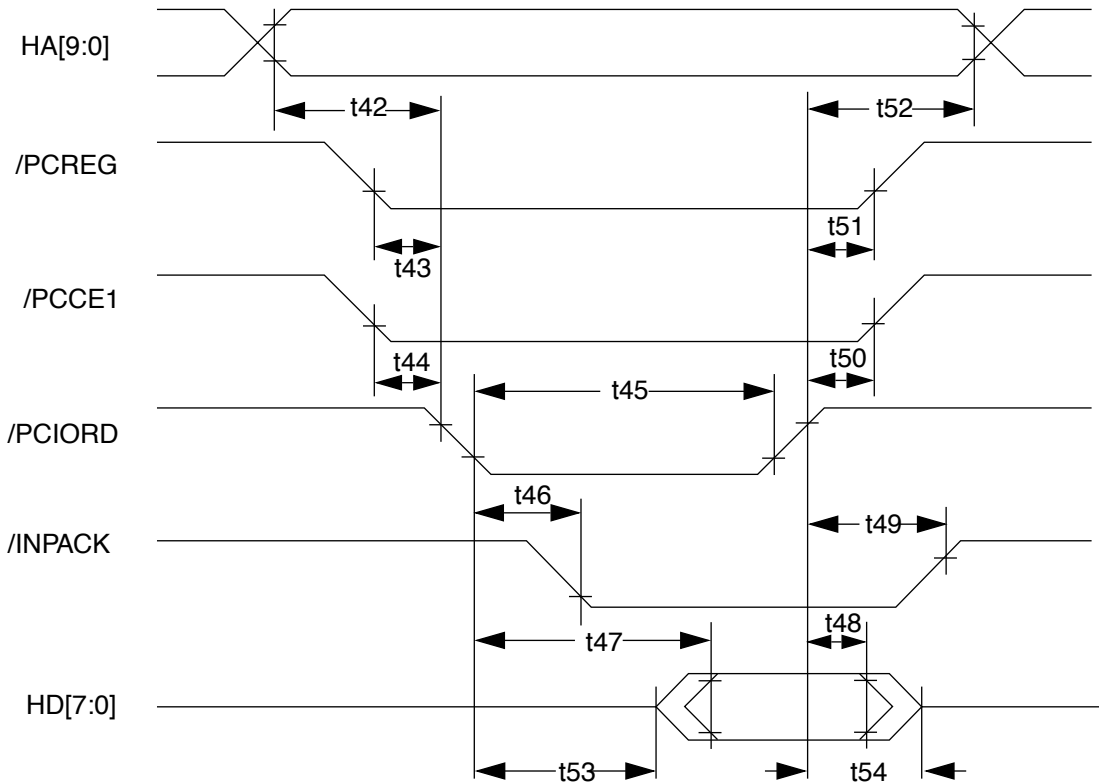 HA[9:0]
t42
t52
/PCREG
t51
t43
/PCCE1
t44
t50
t45
/PCIORD
t46
t49
/INPACK
t48
t47
HD[7:0]
t53
t54